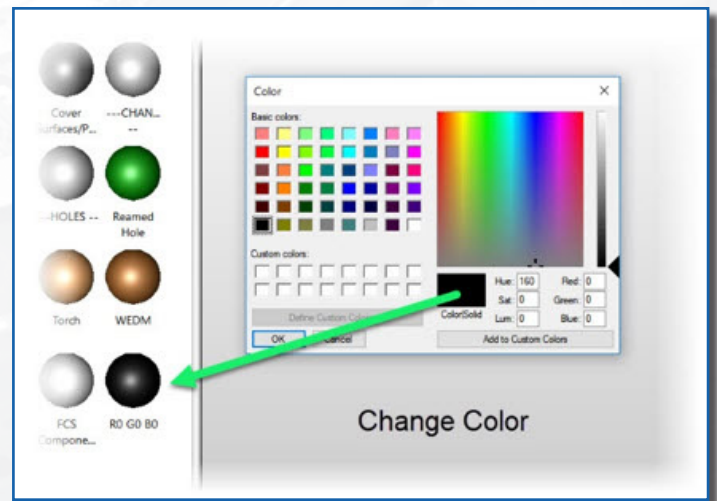 Cover
---CHAN...
urfaces/P...
--
--HOLES --
Reamed
Hole
Torch
WEDM
FCS
Compone...
R0 G0 B0
Color
Basic colors:
Custom colors:
Define Custom Colors
OK
Cancel
Color|Solid
Hue: 160
Sat: 0
Lum: 0
Red: 0
Green: 0
Blue: 0
Add to Custom Colors
Change Color